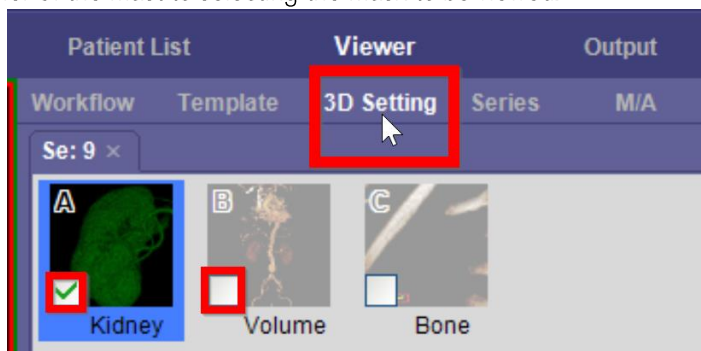 Patient List Viewer Output
Workflow Template 3D Setting Series M/A
Se: 9 ×
A B C
Kidney Volume Bone